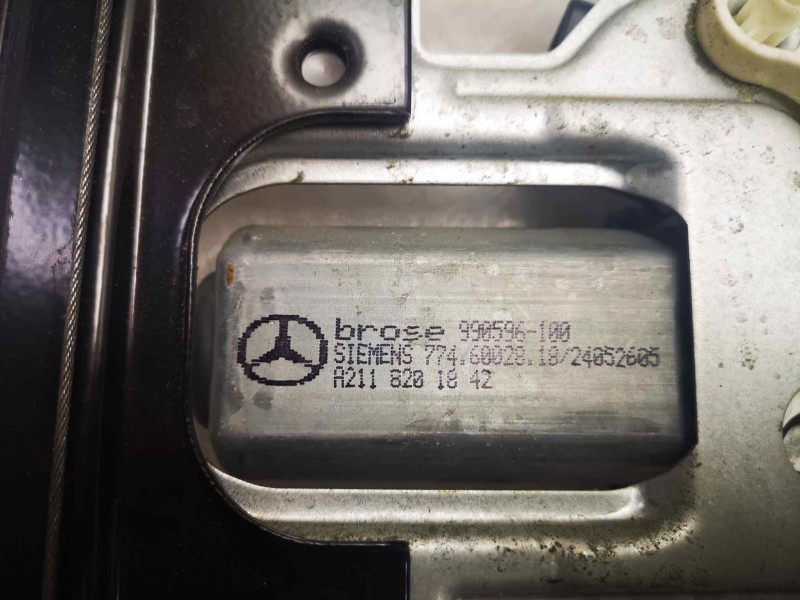 brose 990596-100
SIEMENS 774.60028.18/24052605
A211 820 18 42